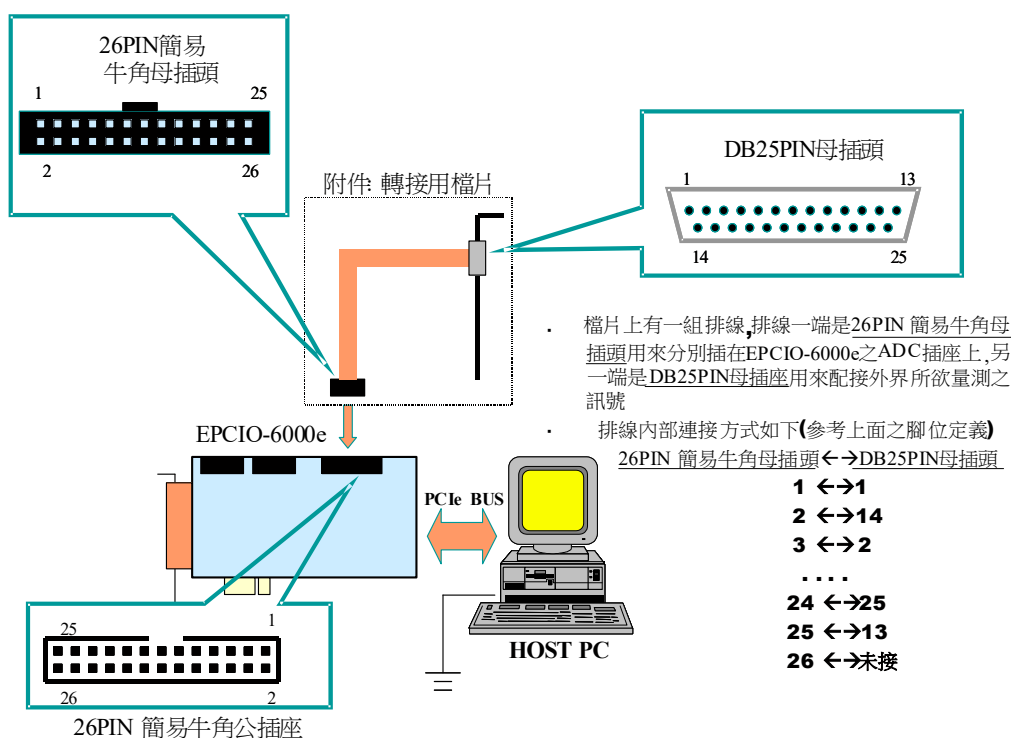 26PIN簡易
牛角母插頭
1 25
2 26
DB25PIN母插頭
1 13
14 25
附件: 轉接用檔片
. 檔片上有一組排線,排線一端是26PIN 簡易牛角母
插頭用來分別插在EPCIO-6000e之ADC插座上,另
一端是DB25PIN母插座用來配接外界所欲量測之
訊號
. 排線內部連接方式如下(參考上面之腳位定義)
26PIN 簡易牛角母插頭←→DB25PIN母插頭
1 ←→1
2 ←→14
3 ←→2
....
24 ←→25
25 ←→13
26 ←→未接
EPCIO-6000e
PCIe BUS
HOST PC
25 1
26 2
26PIN 簡易牛角公插座